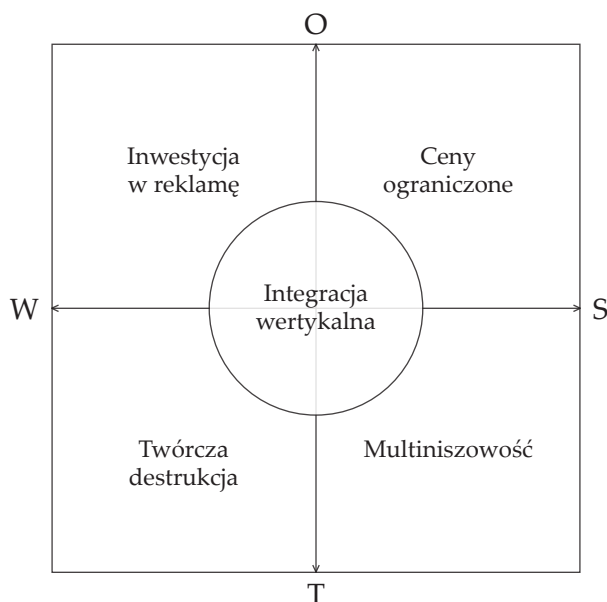 O
Inwestycja
w reklamę
Ceny
ograniczone
W
Integracja
wertykalna
S
Twórcza
destrukcja
Multiniszowość
T